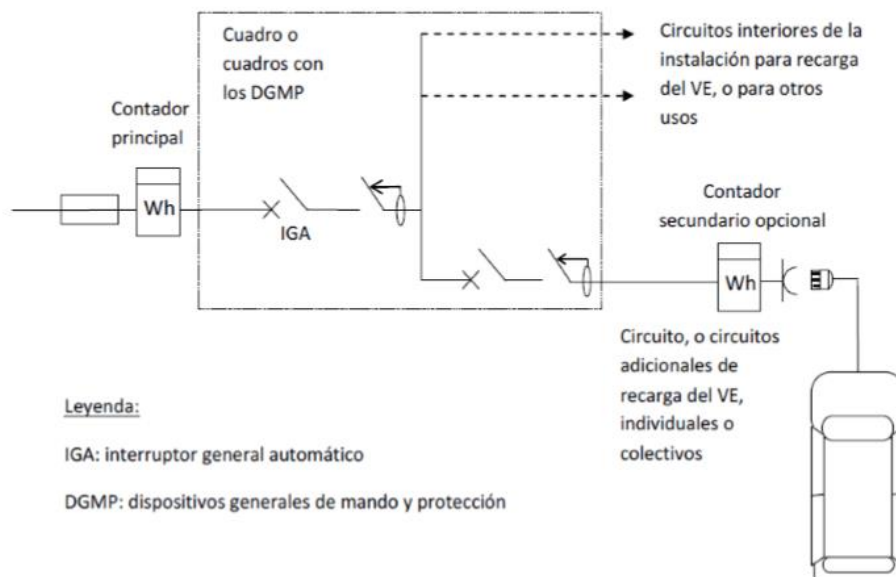 Cuadro o
cuadros con
los DGMP
Circuitos interiores de la
instalación para recarga
del VE, o para otros
usos
Contador
principal
Wh
IGA
Contador
secundario opcional
Wh
Circuito, o circuitos
adicionales de
recarga del VE,
individuales o
colectivos
Leyenda:
IGA: interruptor general automático
DGMP: dispositivos generales de mando y protección